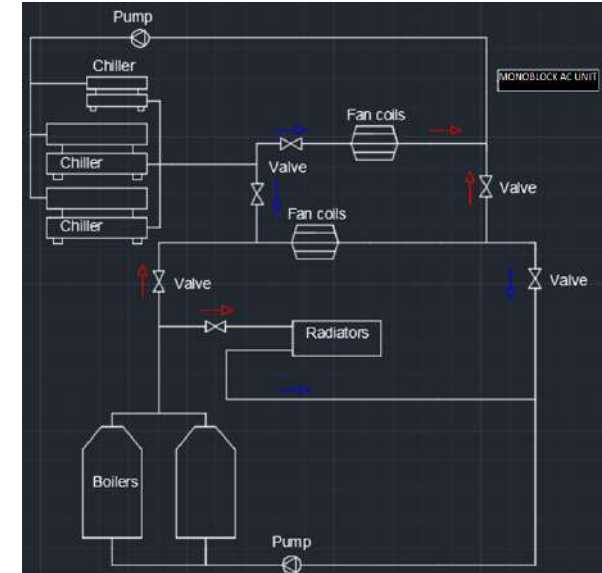 Pump
Chiller
MONOBLOCK AC UNIT
Fan coils
Chiller
Valve
Valve
Fan coils
Chiller
Valve
Valve
Radiators
Boilers
Pump